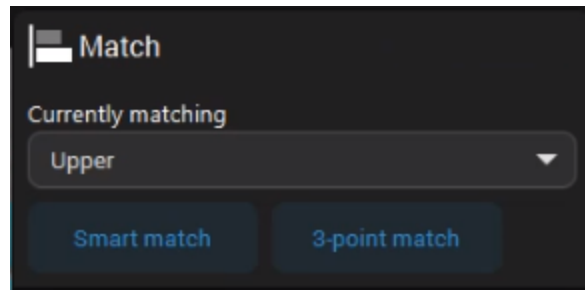 Match
Currently matching
Upper
Smart match
3-point match